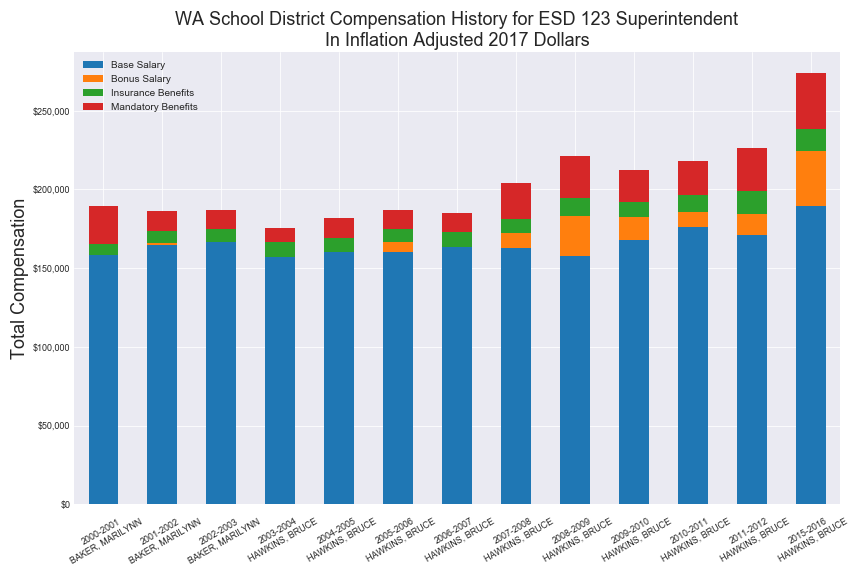 WA School District Compensation History for ESD 123 Superintendent
In Inflation Adjusted 2017 Dollars
Base Salary
Bonus Salary
Insurance Benefits
Mandatory Benefits
Total Compensation
$250,000
$200,000
$150,000
$100,000
$50,000
$0
2000-2001
BAKER, MARILYNN
2001-2002
BAKER, MARILYNN
2002-2003
BAKER, MARILYNN
2003-2004
HAWKINS, BRUCE
2004-2005
HAWKINS, BRUCE
2005-2006
HAWKINS, BRUCE
2006-2007
HAWKINS, BRUCE
2007-2008
HAWKINS, BRUCE
2008-2009
HAWKINS, BRUCE
2009-2010
HAWKINS, BRUCE
2010-2011
HAWKINS, BRUCE
2011-2012
HAWKINS, BRUCE
2015-2016
HAWKINS, BRUCE